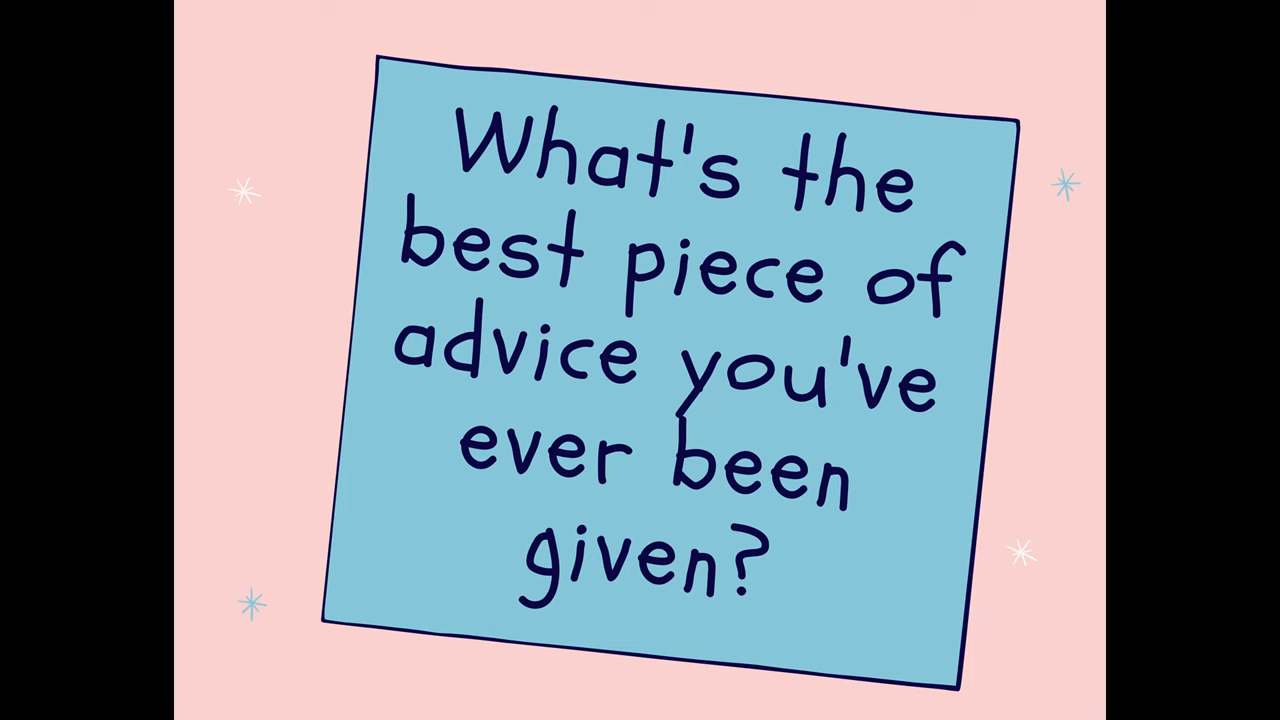 What's the
best piece of
advice you've
ever been
given?